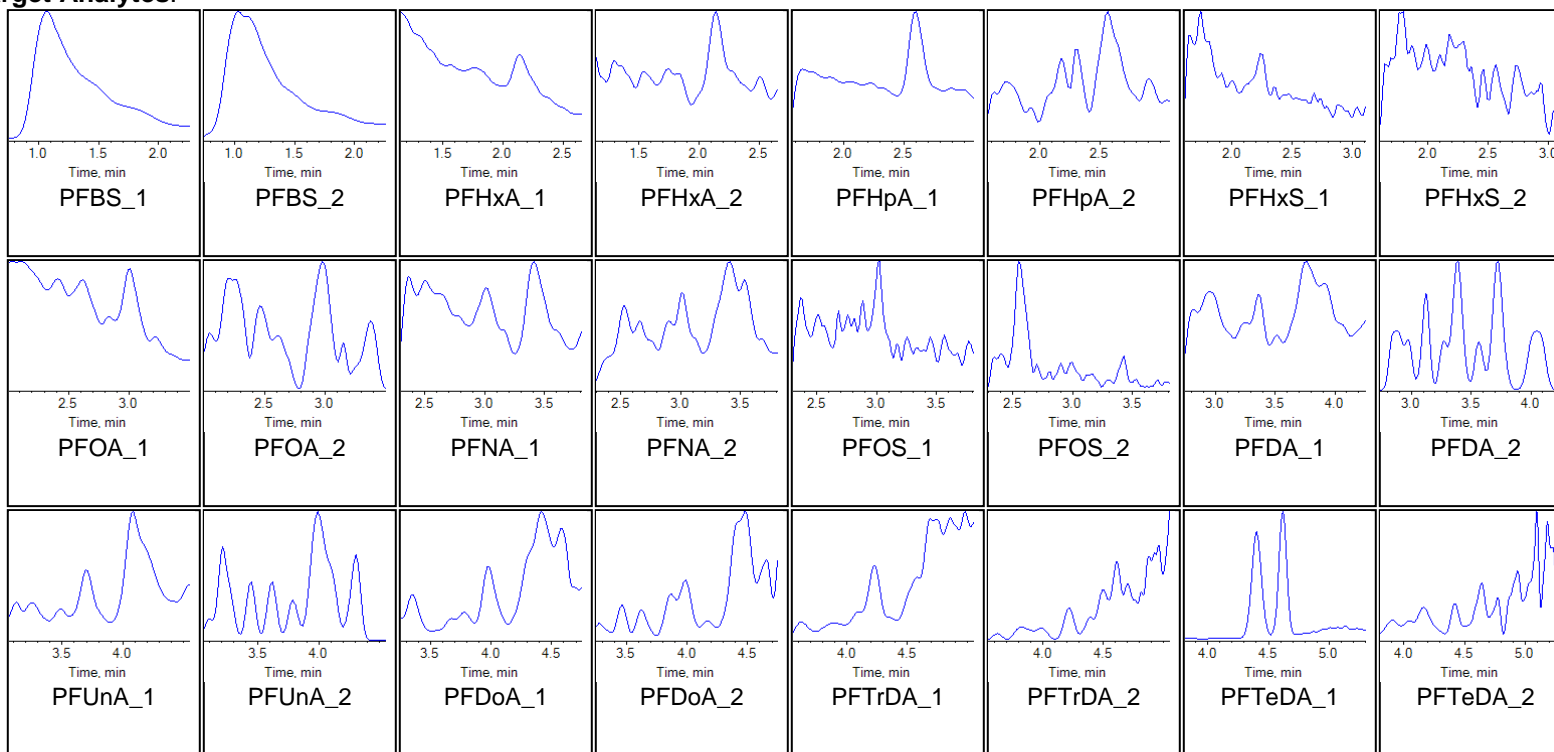 rget Analytes:
1.0 1.5 2.0 1.0 1.5 2.0 1.5 2.0 2.5 1.5 2.0 2.5 2.0 2.5 2.0 2.5 2.0 2.5 3.0 2.0 2.5 3.0
Time, min Time, min Time, min Time, min Time, min Time, min Time, min Time, min
PFBS_1 PFBS_2 PFHxA_1 PFHxA_2 PFHpA_1 PFHpA_2 PFHxS_1 PFHxS_2
2.5 3.0 2.5 3.0 2.5 3.0 3.5 2.5 3.0 3.5 2.5 3.0 3.5 2.5 3.0 3.5 3.0 3.5 4.0 3.0 3.5 4.0
Time, min Time, min Time, min Time, min Time, min Time, min Time, min Time, min
PFOA_1 PFOA_2 PFNA_1 PFNA_2 PFOS_1 PFOS_2 PFDA_1 PFDA_2
3.5 4.0 3.5 4.0 3.5 4.0 4.5 3.5 4.0 4.5 4.0 4.5 4.0 4.5 4.0 4.5 5.0 4.0 4.5 5.0
Time, min Time, min Time, min Time, min Time, min Time, min Time, min Time, min
PFUnA_1 PFUnA_2 PFDoA_1 PFDoA_2 PFTrDA_1 PFTrDA_2 PFTeDA_1 PFTeDA_2